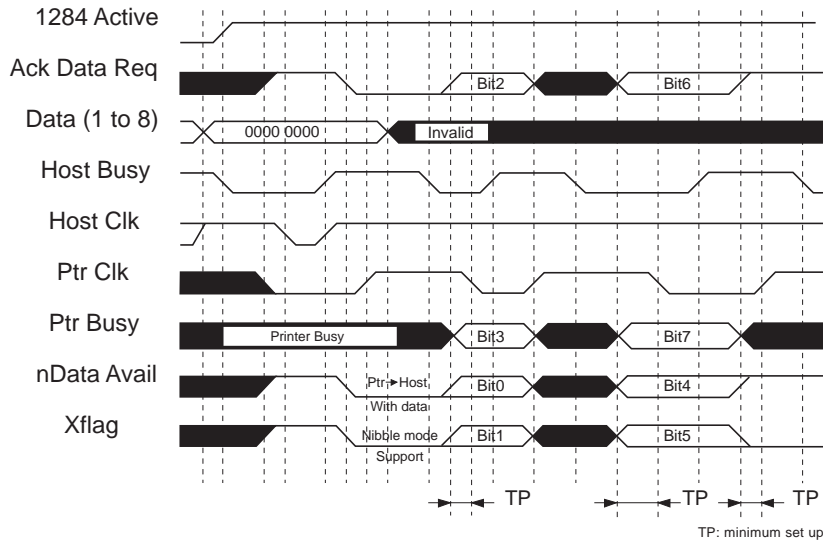 1284 Active
Ack Data Req
Bit2
Bit6
Data (1 to 8)
0000 0000
Invalid
Host Busy
Host Clk
Ptr Clk
Ptr Busy
Printer Busy
Bit3
Bit7
nData Avail
Ptr→Host
With data
Bit0
Bit4
Xflag
Nibble mode
Support
Bit1
Bit5
TP
TP
TP
TP: minimum set up